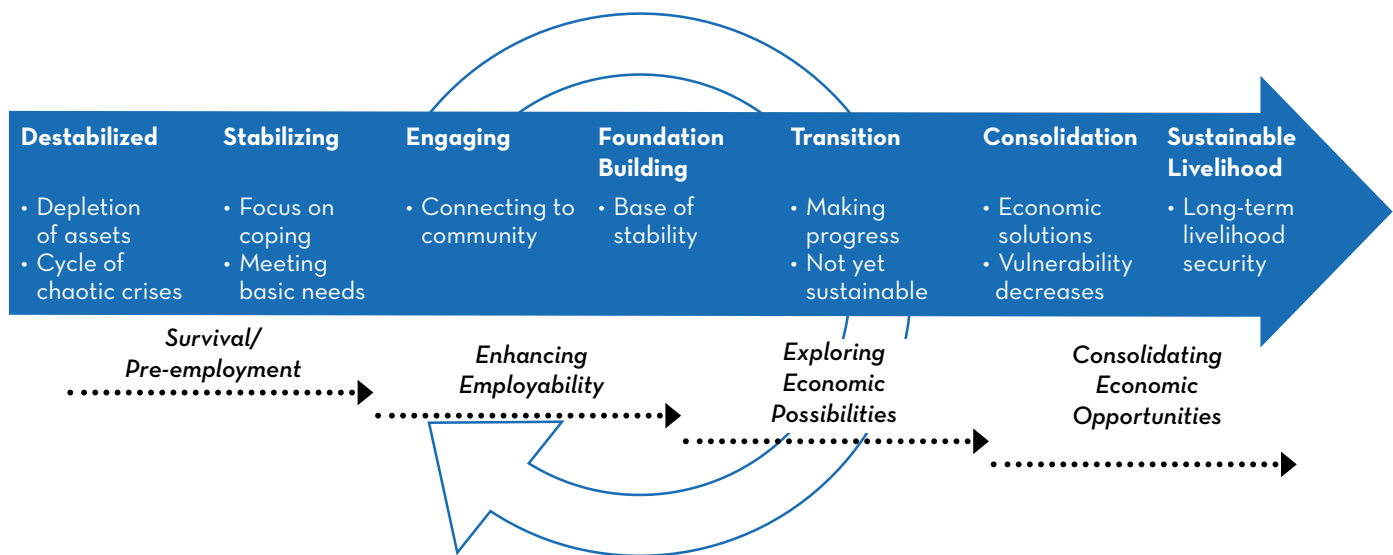 Destabilized
• Depletion
of assets
• Cycle of
chaotic crises
Stabilizing
• Focus on
coping
• Meeting
basic needs
Engaging
• Connecting to
community
Foundation
Building
• Base of
stability
Transition
• Making
progress
• Not yet
sustainable
Consolidation
• Economic
solutions
• Vulnerability
decreases
Sustainable
Livelihood
• Long-term
livelihood
security
Survival/
Pre-employment
Enhancing
Employability
Exploring
Economic
Possibilities
Consolidating
Economic
Opportunities